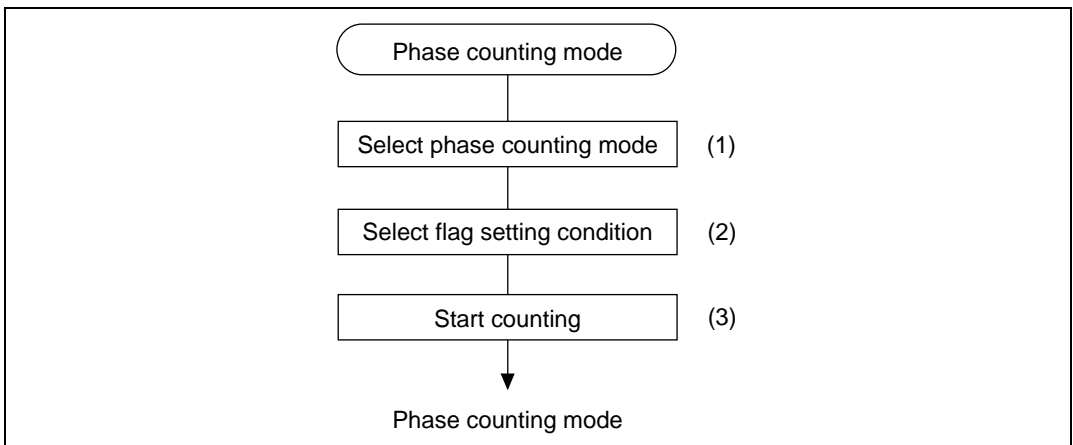 Phase counting mode
Select phase counting mode (1)
Select flag setting condition (2)
Start counting (3)
Phase counting mode